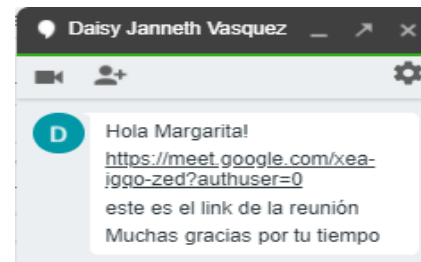 Daisy Janneth Vasquez
D
Hola Margarita!
https://meet.google.com/xea-
iggo-zed?authuser=0
este es el link de la reunión
Muchas gracias por tu tiempo